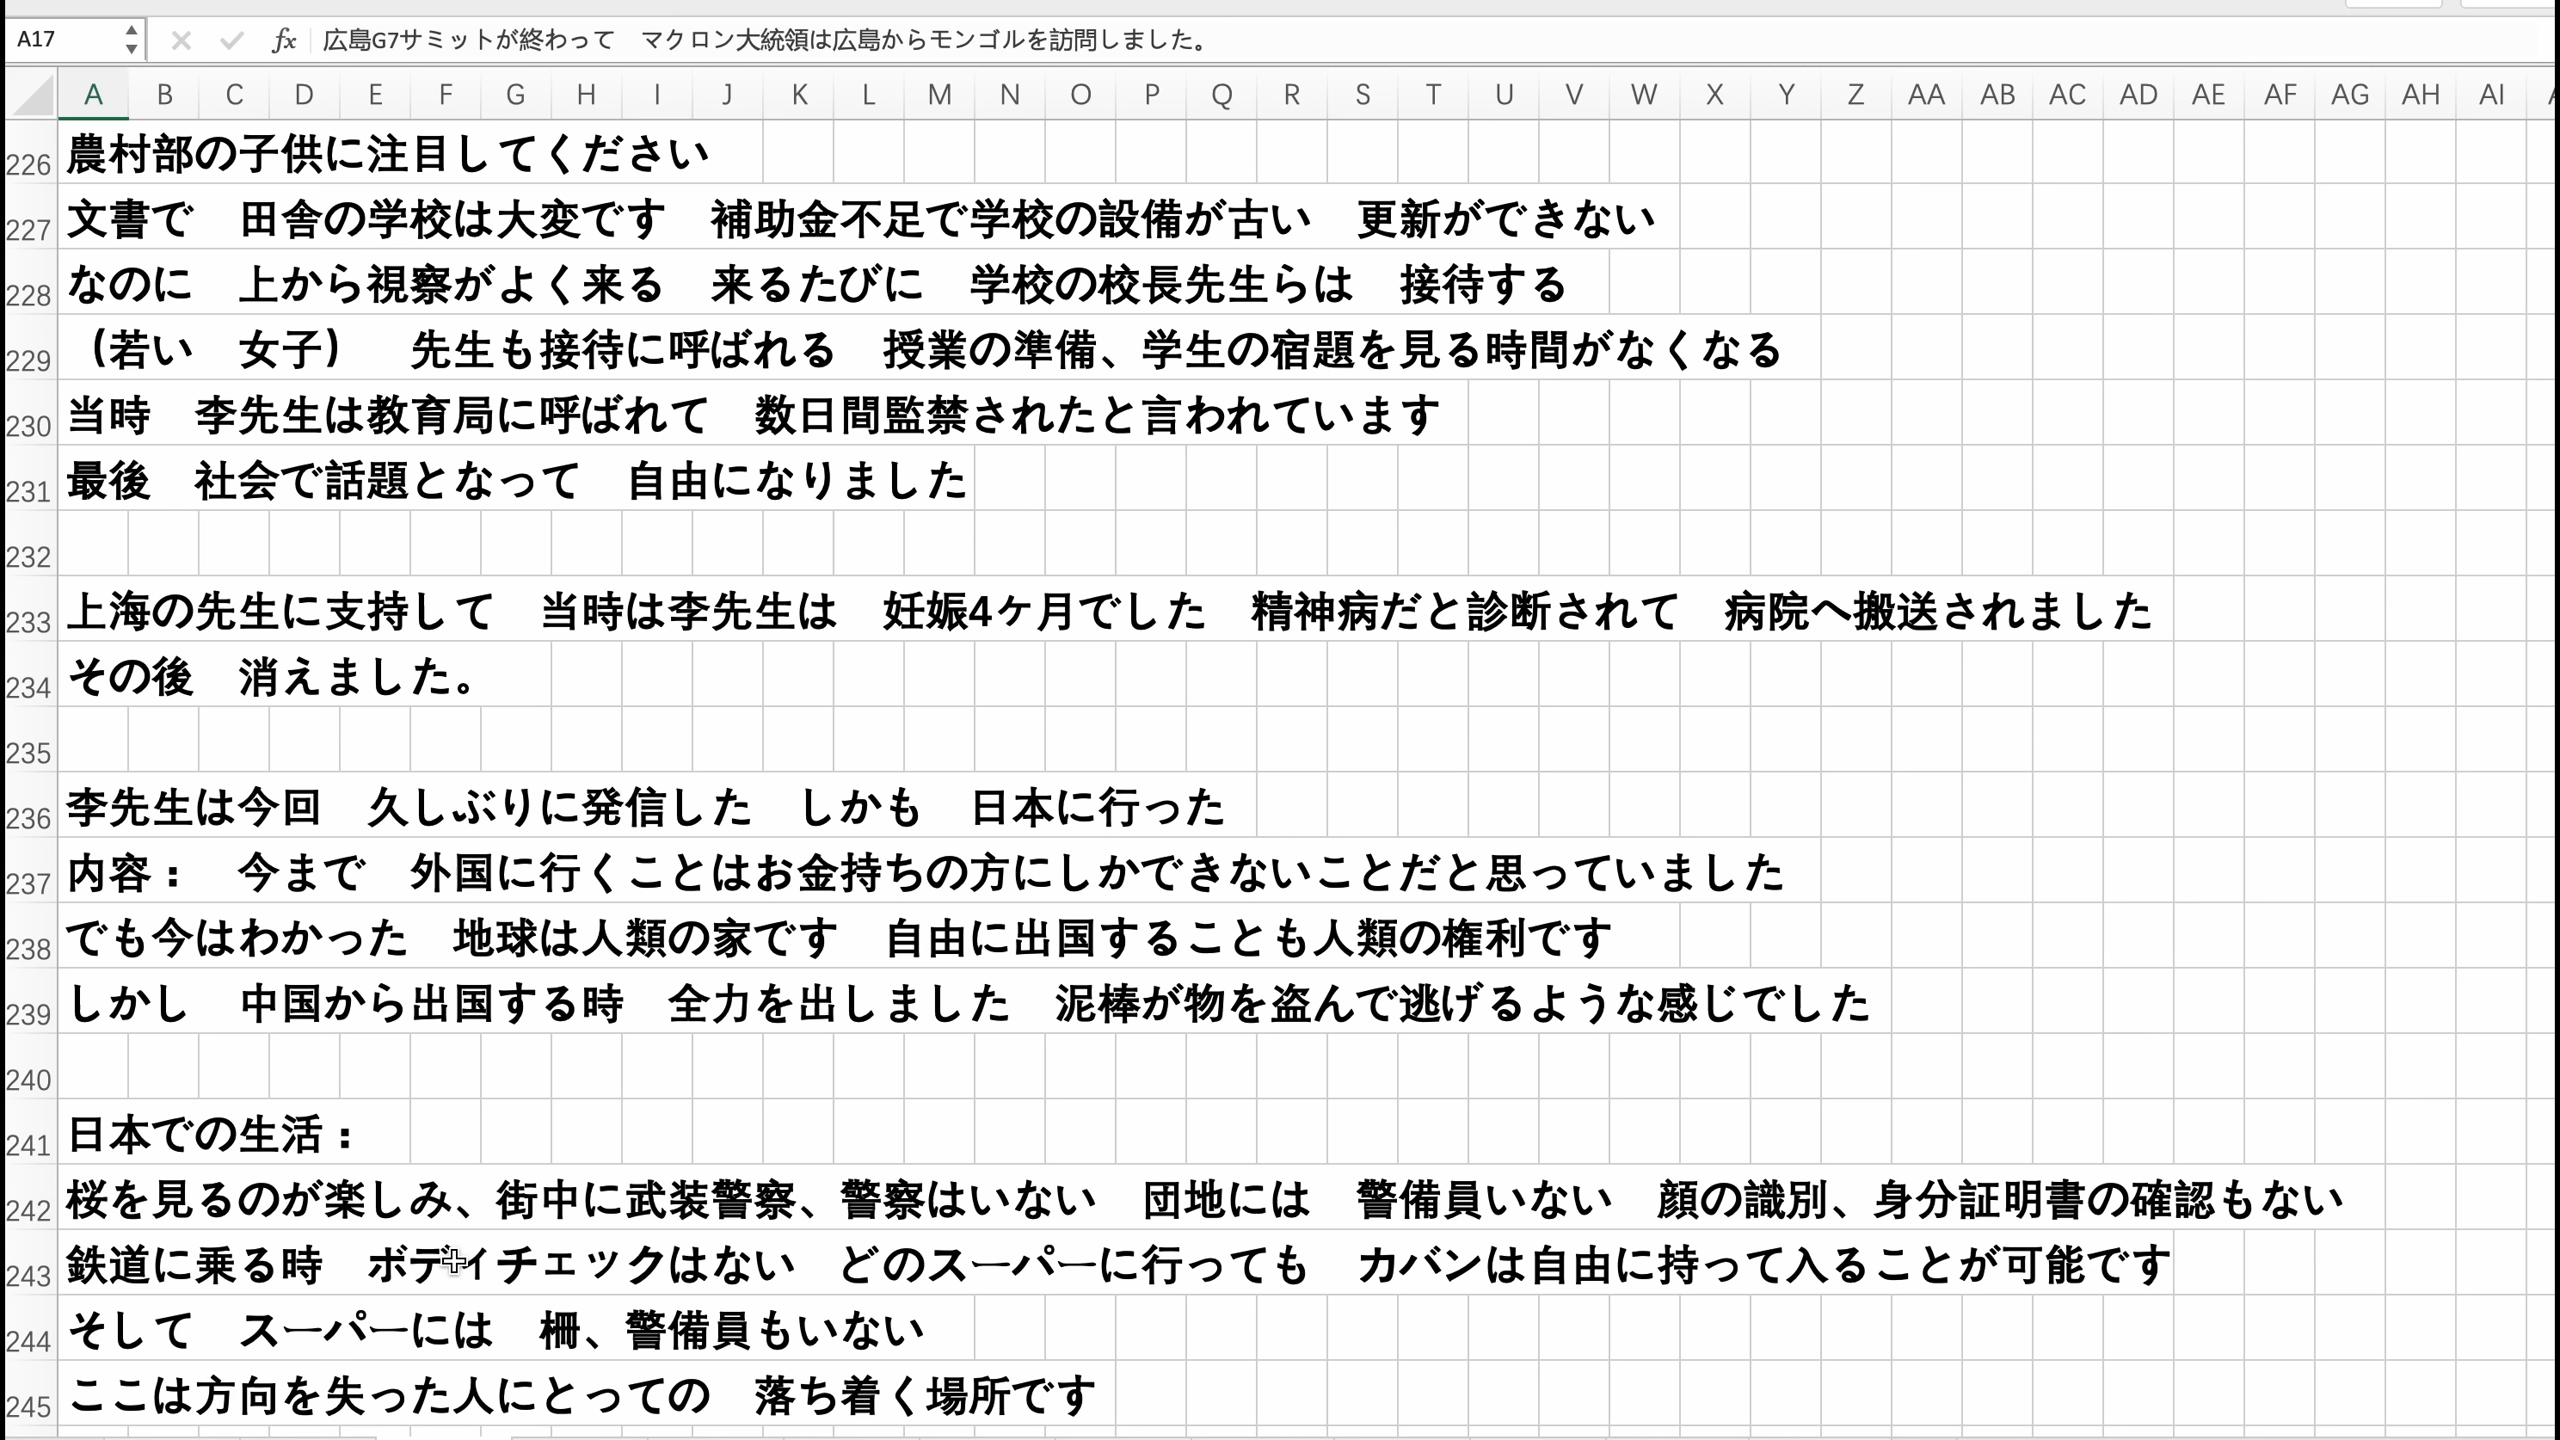 A17 fx 広島G7サミットが終わって　マクロン大統領は広島からモンゴルを訪問しました。
A B C D E F G H I J K L M N O P Q R S T U V W X Y Z AA AB AC AD AE AF AG AH AI
226 農村部の子供に注目してください
227 文書で　田舎の学校は大変です　補助金不足で学校の設備が古い　更新ができない
228 なのに　上から視察がよく来る　来るたびに　学校の校長先生らは　接待する
229 （若い　女子）　先生も接待に呼ばれる　授業の準備、学生の宿題を見る時間がなくなる
230 当時　李先生は教育局に呼ばれて　数日間監禁されたと言われています
231 最後　社会で話題となって　自由になりました
232
233 上海の先生に支持して　当時は李先生は　妊娠4ケ月でした　精神病だと診断されて　病院へ搬送されました
234 その後　消えました。
235
236 李先生は今回　久しぶりに発信した　しかも　日本に行った
237 内容：　今まで　外国に行くことはお金持ちの方にしかできないことだと思っていました
238 でも今はわかった　地球は人類の家です　自由に出国することも人類の権利です
239 しかし　中国から出国する時　全力を出しました　泥棒が物を盗んで逃げるような感じでした
240
241 日本での生活：
242 桜を見るのが楽しみ、街中に武装警察、警察はいない　団地には　警備員いない　顔の識別、身分証明書の確認もない
243 鉄道に乗る時　ボディチェックはない　どのスーパーに行っても　カバンは自由に持って入ることが可能です
244 そして　スーパーには　柵、警備員もいない
245 ここは方向を失った人にとっての　落ち着く場所です